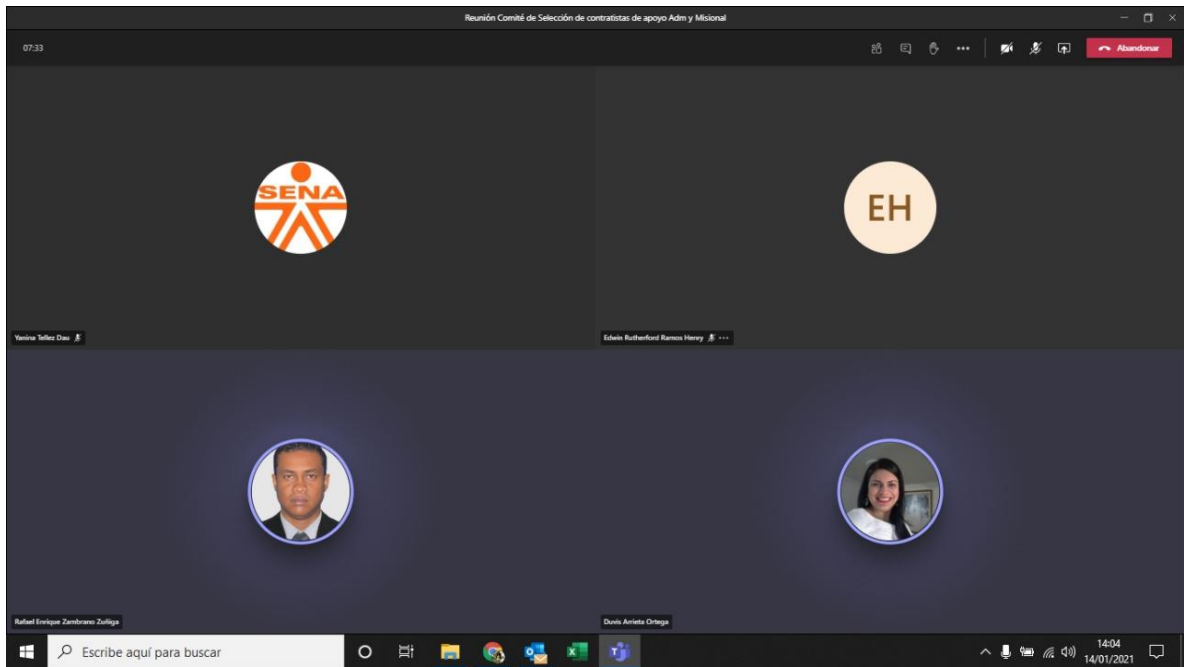 Reunión Comité de Selección de contratistas de apoyo Adm y Misional
07:33
Abandonar
SENA
EH
Yanina Tellez Dau
Edwin Rutherford Ramos Henry
Rafael Enrique Zambrano Zuñiga
Duvis Arrieta Ortega
Escribe aquí para buscar
14:04
14/01/2021